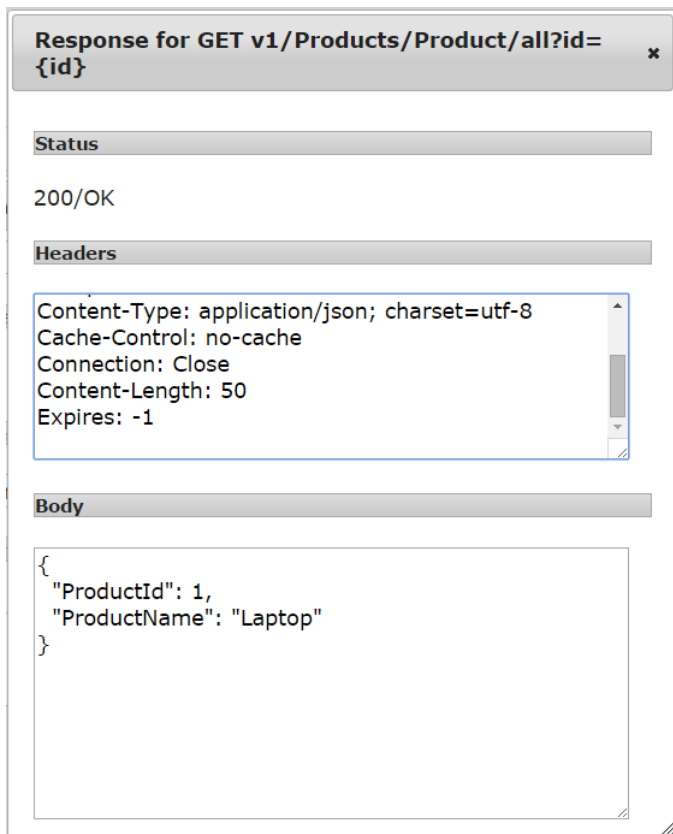 Response for GET v1/Products/Product/all?id=
{id}
Status
200/OK
Headers
Content-Type: application/json; charset=utf-8
Cache-Control: no-cache
Connection: Close
Content-Length: 50
Expires: -1
Body
{
  "ProductId": 1,
  "ProductName": "Laptop"
}